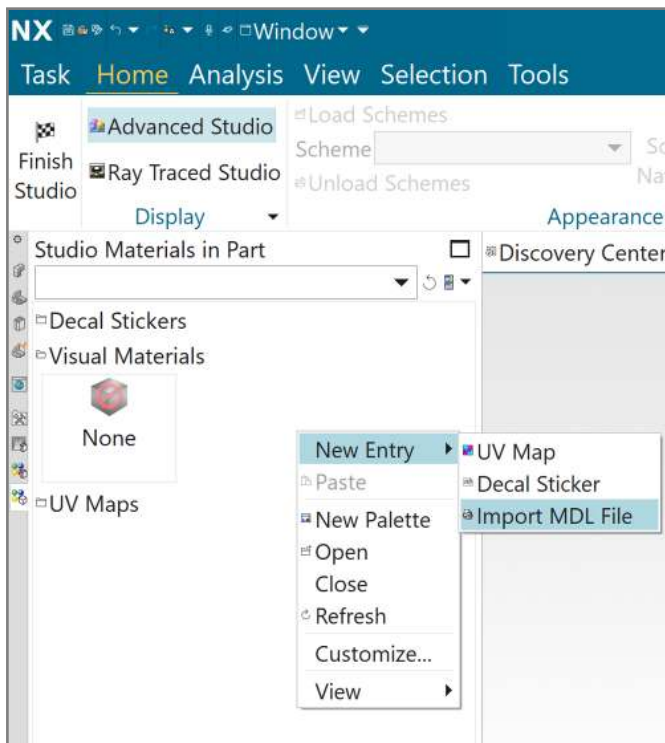 NX Window
Task Home Analysis View Selection Tools
Finish
Studio
Advanced Studio
Ray Traced Studio
Display
Load Schemes
Scheme
Unload Schemes
Appearance
Studio Materials in Part
Discovery Center
Decal Stickers
Visual Materials
None
UV Maps
New Entry
Paste
New Palette
Open
Close
Refresh
Customize...
View
UV Map
Decal Sticker
Import MDL File